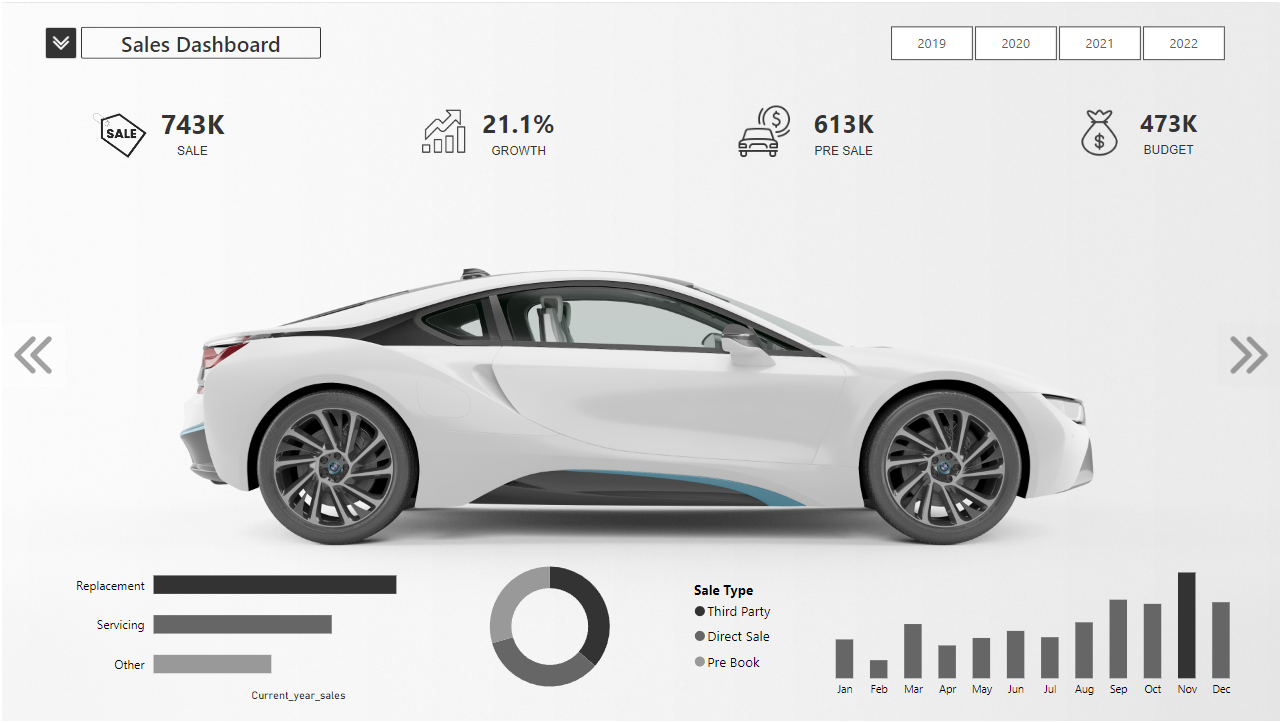 Sales Dashboard
2019 2020 2021 2022
SALE
743K
SALE
21.1%
GROWTH
$
613K
PRE SALE
$
473K
BUDGET
Replacement
Servicing
Other
Current_year_sales
Sale Type
Third Party
Direct Sale
Pre Book
Jan Feb Mar Apr May Jun Jul Aug Sep Oct Nov Dec